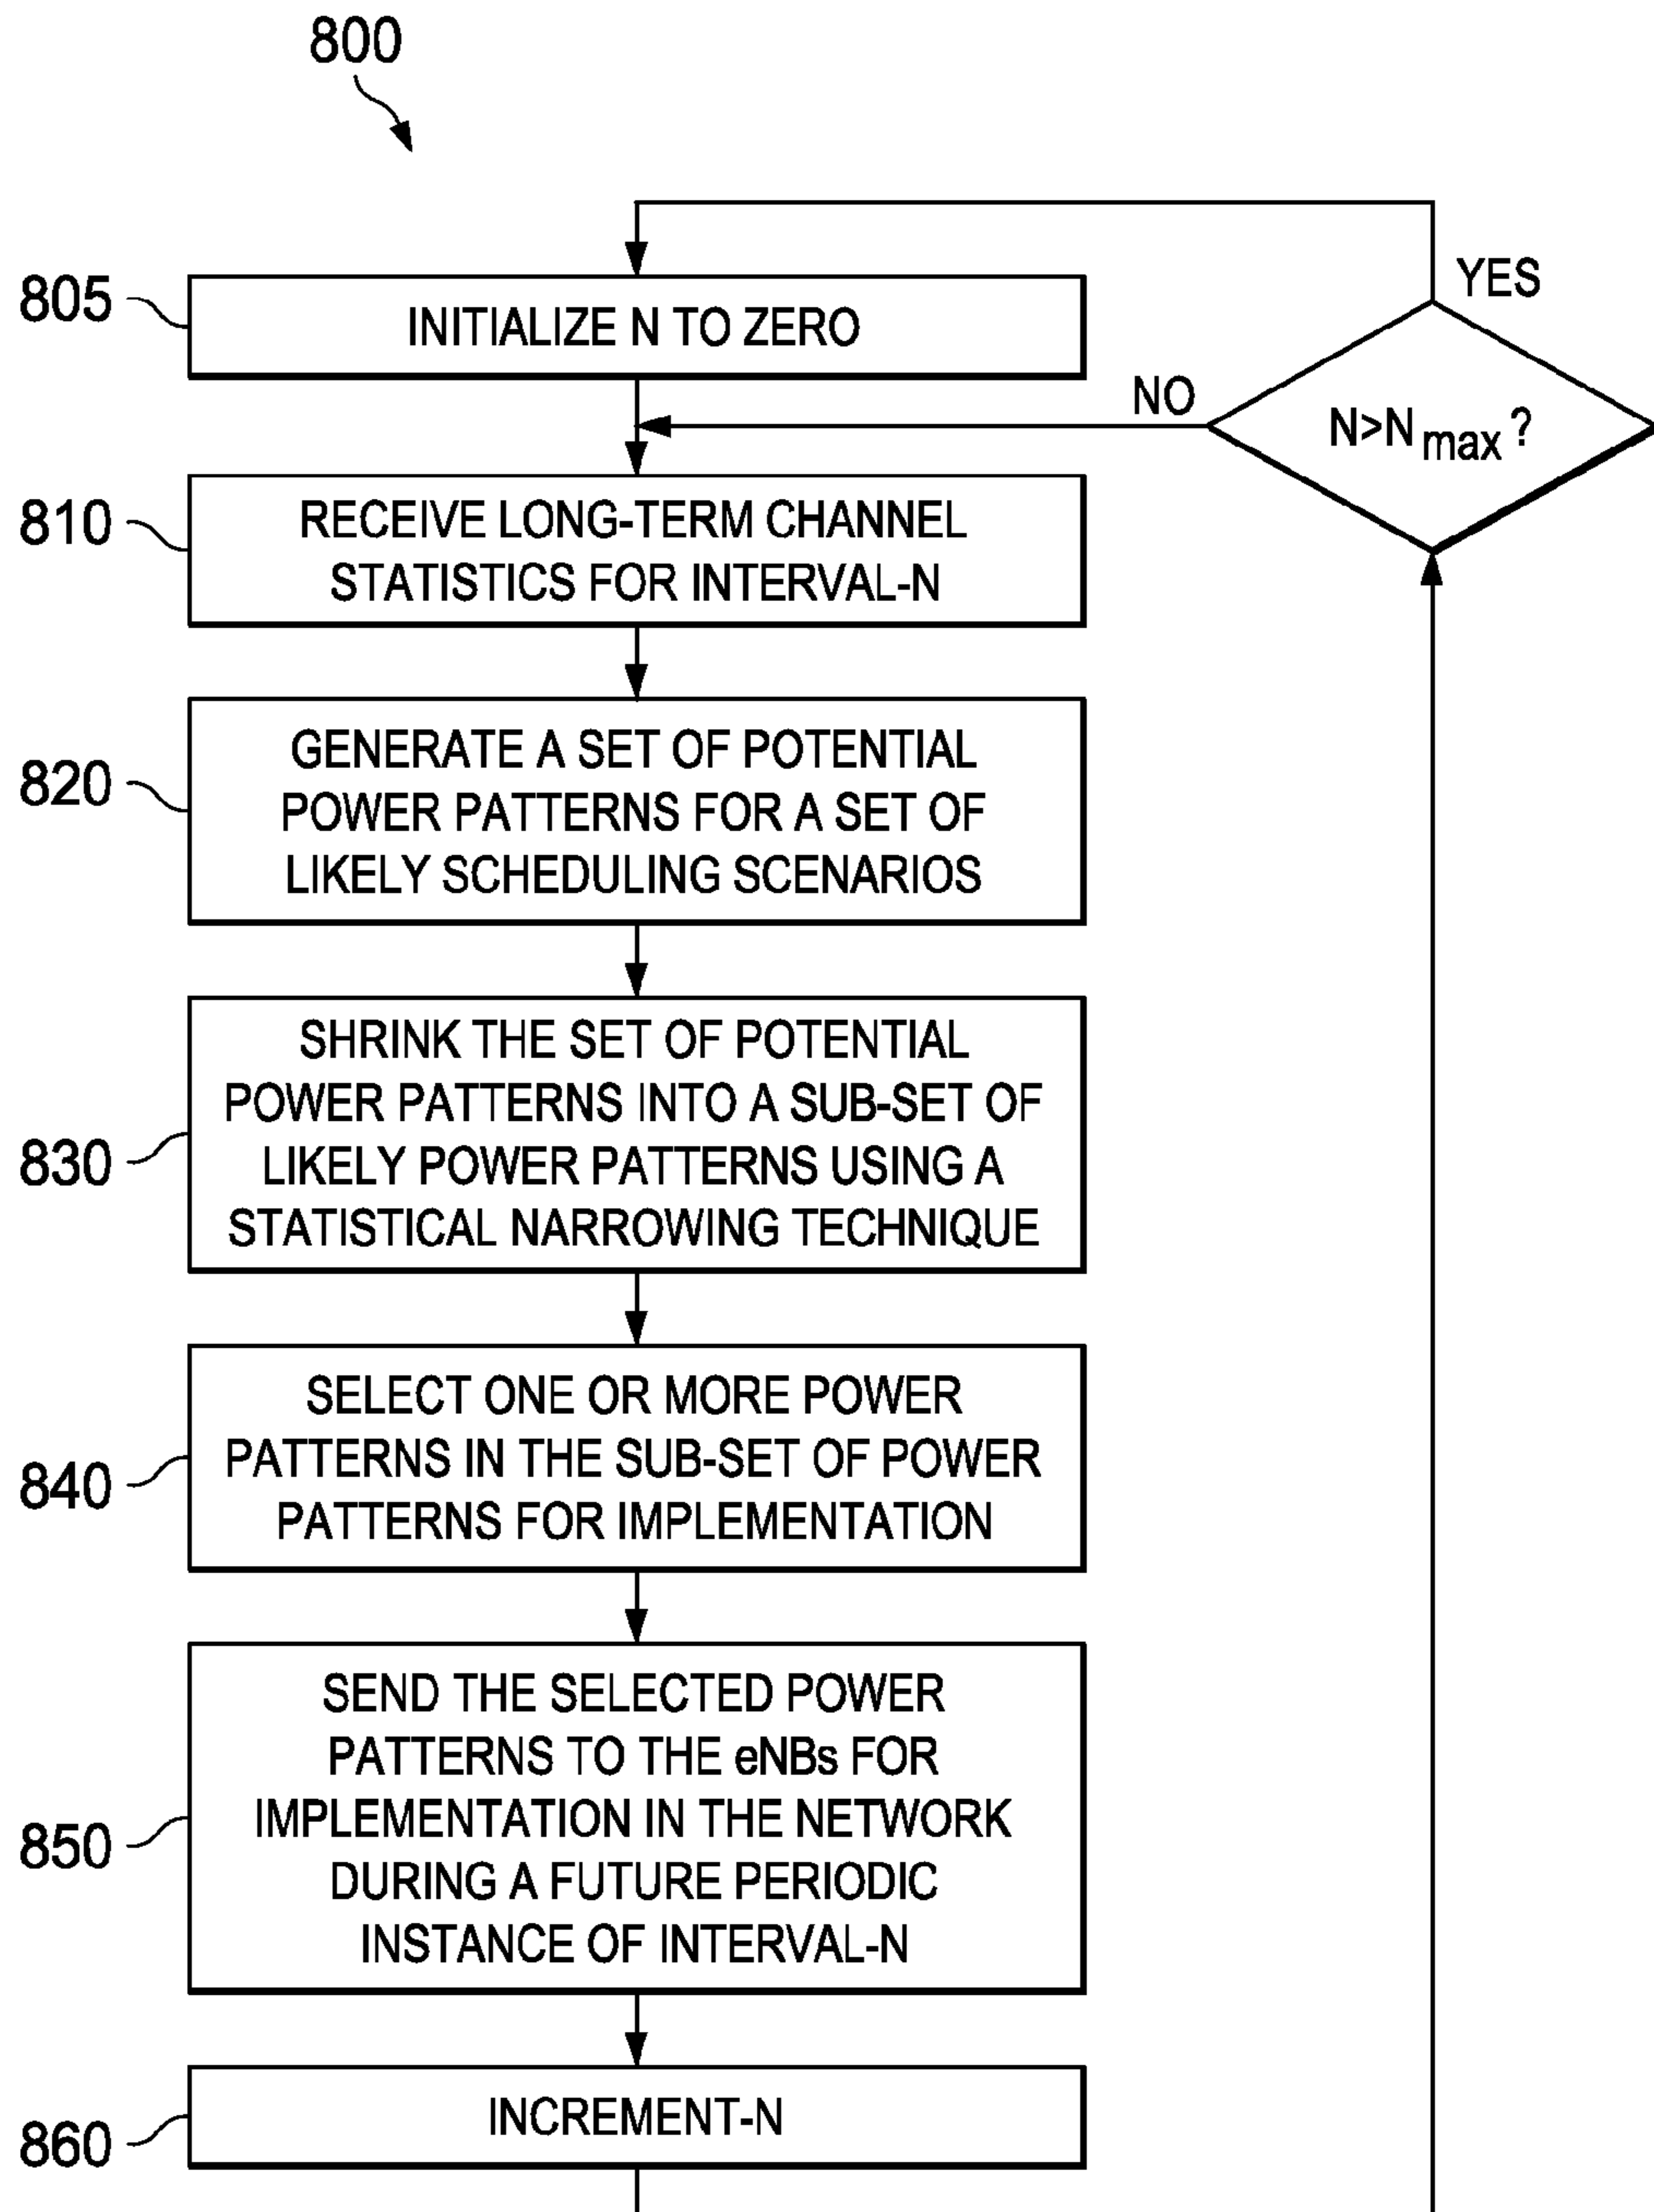 800
YES
805
INITIALIZE N TO ZERO
NO
N>Nmax ?
810
RECEIVE LONG-TERM CHANNEL
STATISTICS FOR INTERVAL-N
820
GENERATE A SET OF POTENTIAL
POWER PATTERNS FOR A SET OF
LIKELY SCHEDULING SCENARIOS
830
SHRINK THE SET OF POTENTIAL
POWER PATTERNS INTO A SUB-SET OF
LIKELY POWER PATTERNS USING A
STATISTICAL NARROWING TECHNIQUE
840
SELECT ONE OR MORE POWER
PATTERNS IN THE SUB-SET OF POWER
PATTERNS FOR IMPLEMENTATION
850
SEND THE SELECTED POWER
PATTERNS TO THE eNBs FOR
IMPLEMENTATION IN THE NETWORK
DURING A FUTURE PERIODIC
INSTANCE OF INTERVAL-N
860
INCREMENT-N